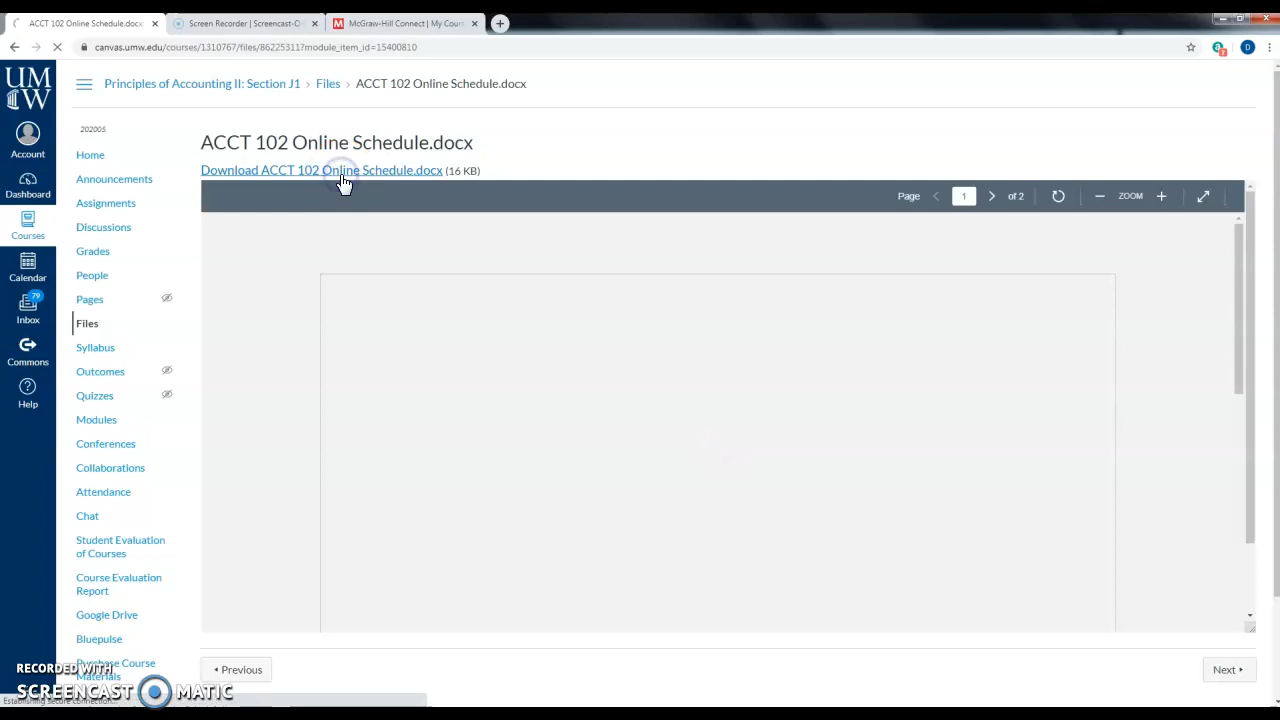 ACCT 102 Online Schedule.docx
Screen Recorder | Screencast-O-
McGraw-Hill Connect | My Cour
canvas.umw.edu/courses/1310767/files/86225311?module_item_id=15400810
D
UMW
Principles of Accounting II: Section J1 › Files › ACCT 102 Online Schedule.docx
Account
Dashboard
Courses
Calendar
79
Inbox
Commons
Help
202005
Home
Announcements
Assignments
Discussions
Grades
People
Pages
Files
Syllabus
Outcomes
Quizzes
Modules
Conferences
Collaborations
Attendance
Chat
Student Evaluation
of Courses
Course Evaluation
Report
Google Drive
Bluepulse
Purchase Course
Materials
ACCT 102 Online Schedule.docx
Download ACCT 102 Online Schedule.docx (16 KB)
Page 1 of 2 ZOOM
Previous
Next
RECORDED WITH
SCREENCAST MATIC
Establishing secure connection...